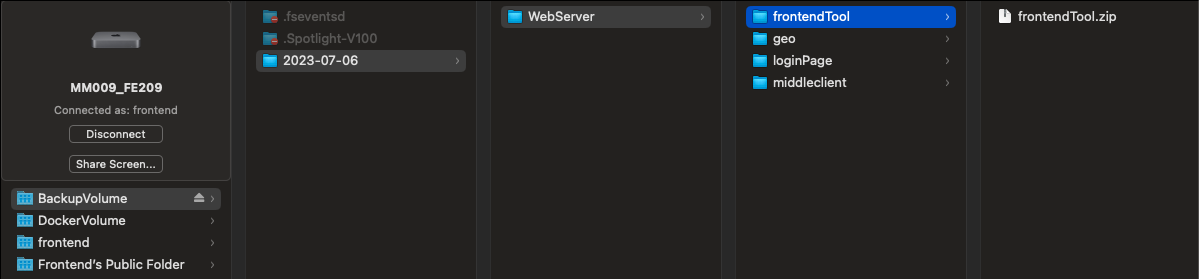 MM009_FE209
Connected as: frontend
Disconnect
Share Screen...
BackupVolume
DockerVolume
frontend
Frontend's Public Folder
.fseventsd
.Spotlight-V100
2023-07-06
WebServer
frontendTool
geo
loginPage
middleclient
frontendTool.zip